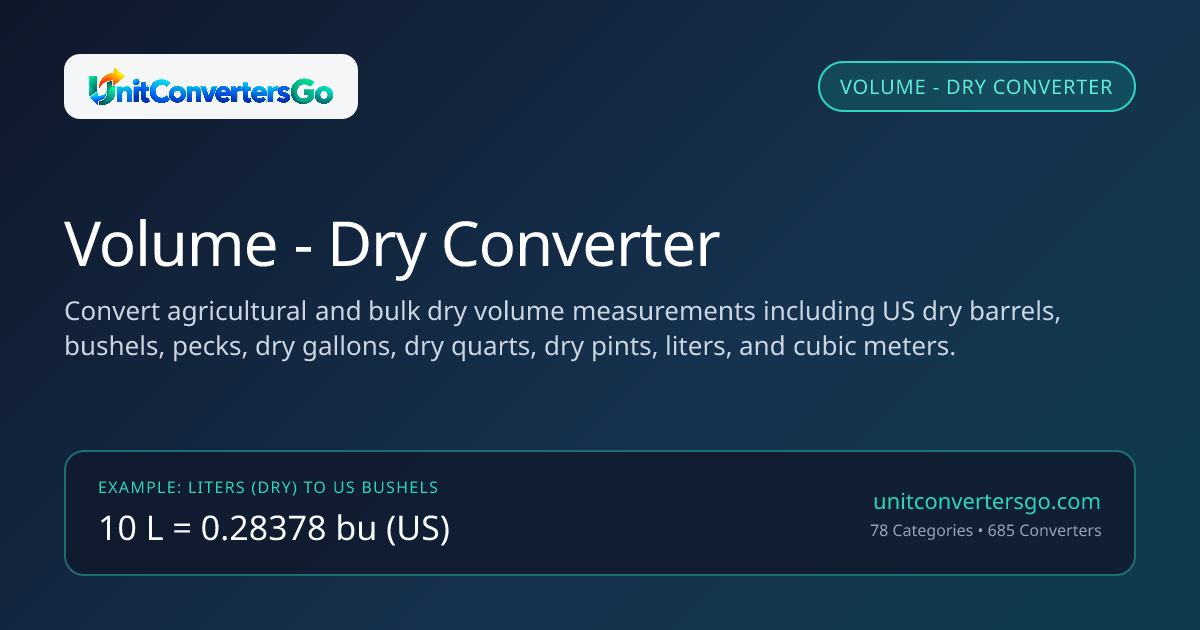 UnitConvertersGo
VOLUME - DRY CONVERTER
Volume - Dry Converter
Convert agricultural and bulk dry volume measurements including US dry barrels,
bushels, pecks, dry gallons, dry quarts, dry pints, liters, and cubic meters.
EXAMPLE: LITERS (DRY) TO US BUSHELS
10 L = 0.28378 bu (US)
unitconvertersgo.com
78 Categories • 685 Converters